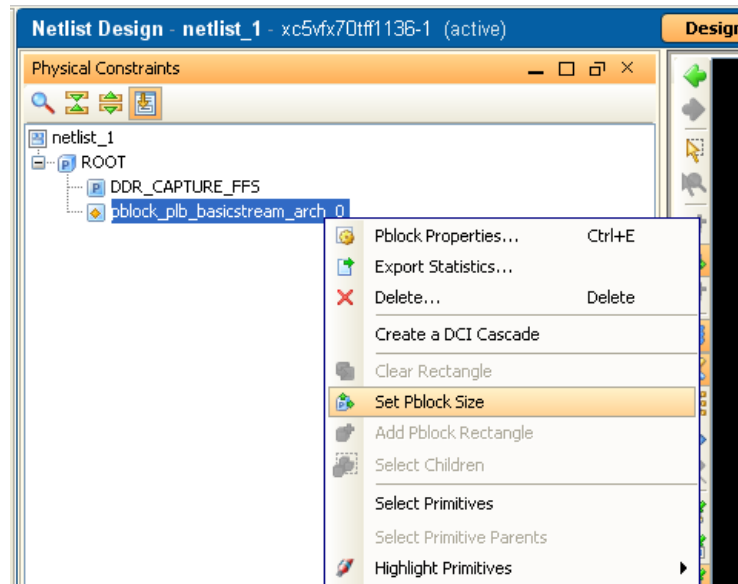 Netlist Design - netlist_1 - xc5vfx70tff1136-1 (active)
Desig
Physical Constraints
netlist_1
ROOT
DDR_CAPTURE_FFS
pblock_plb_basicstream_arch_0
Pblock Properties... Ctrl+E
Export Statistics...
Delete... Delete
Create a DCI Cascade
Clear Rectangle
Set Pblock Size
Add Pblock Rectangle
Select Children
Select Primitives
Select Primitive Parents
Highlight Primitives